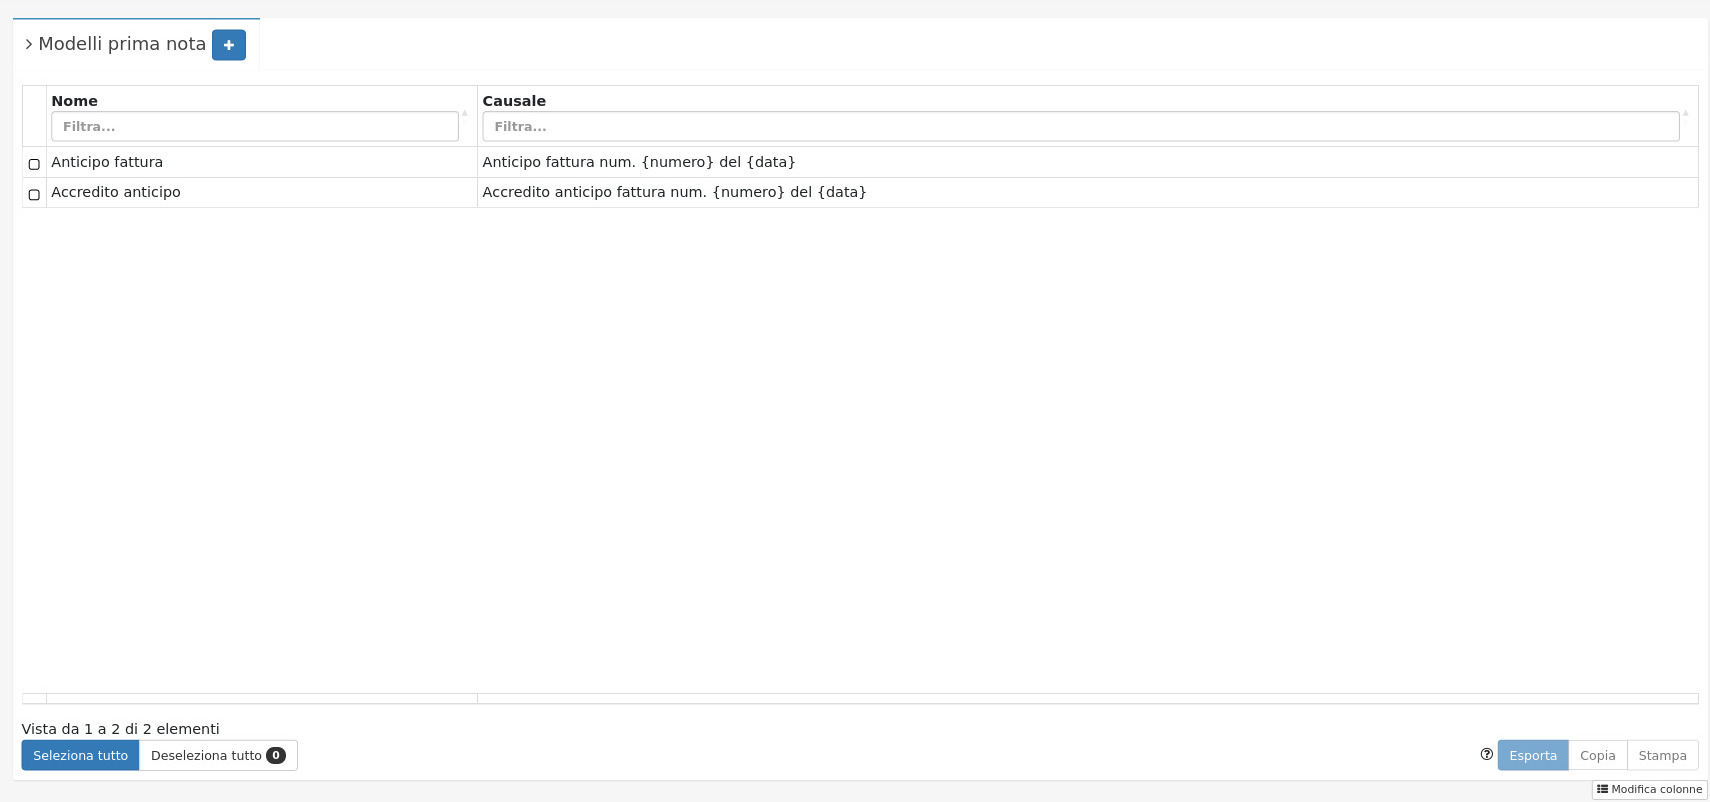 Modelli prima nota
Nome Causale
Filtra... Filtra...
Anticipo fattura Anticipo fattura num. {numero} del {data}
Accredito anticipo Accredito anticipo fattura num. {numero} del {data}
Vista da 1 a 2 di 2 elementi
Seleziona tutto Deseleziona tutto 0 Esporta Copia Stampa
Modifica colonne